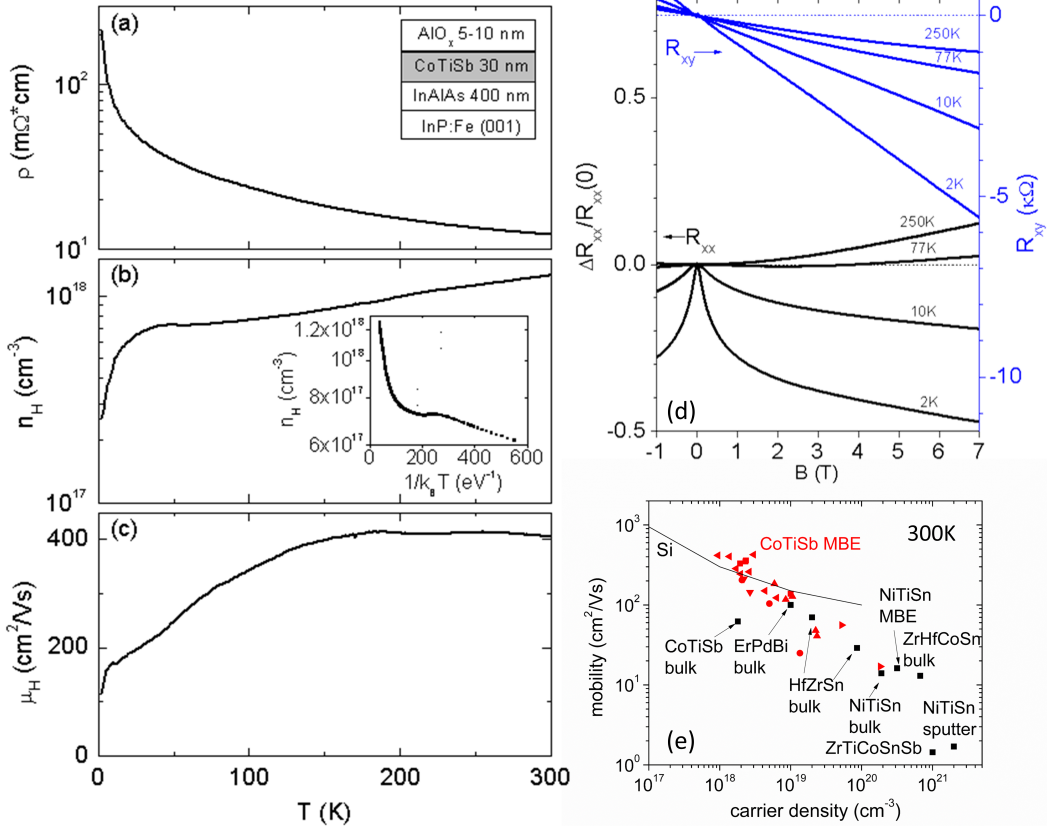 (a)
AlOx 5-10 nm
CoTiSb 30 nm
InAlAs 400 nm
InP:Fe (001)
10²
10¹
ρ (mΩ*cm)
(b)
10¹⁸
10¹⁷
nH (cm⁻³)
1.2x10¹⁸
10¹⁸
8x10¹⁷
6x10¹⁷
nH (cm⁻³)
0 200 400 600
1/kBT (eV⁻¹)
(c)
400
200
0
μH (cm²/Vs)
0 100 200 300
T (K)
0.5
0.0
-0.5
ΔRxx/Rxx(0)
Rxy
250K
77K
10K
2K
0
-5
-10
Rxy (κΩ)
Rxx
250K
77K
10K
2K
(d)
-1 0 1 2 3 4 5 6 7
B (T)
10³
10²
10¹
10⁰
mobility (cm²/Vs)
300K
Si
CoTiSb MBE
NiTiSn
MBE
CoTiSb
bulk
ErPdBi
bulk
ZrHfCoSn
bulk
HfZrSn
bulk
NiTiSn
bulk
NiTiSn
sputter
ZrTiCoSnSb
(e)
10¹⁷ 10¹⁸ 10¹⁹ 10²⁰ 10²¹
carrier density (cm⁻³)